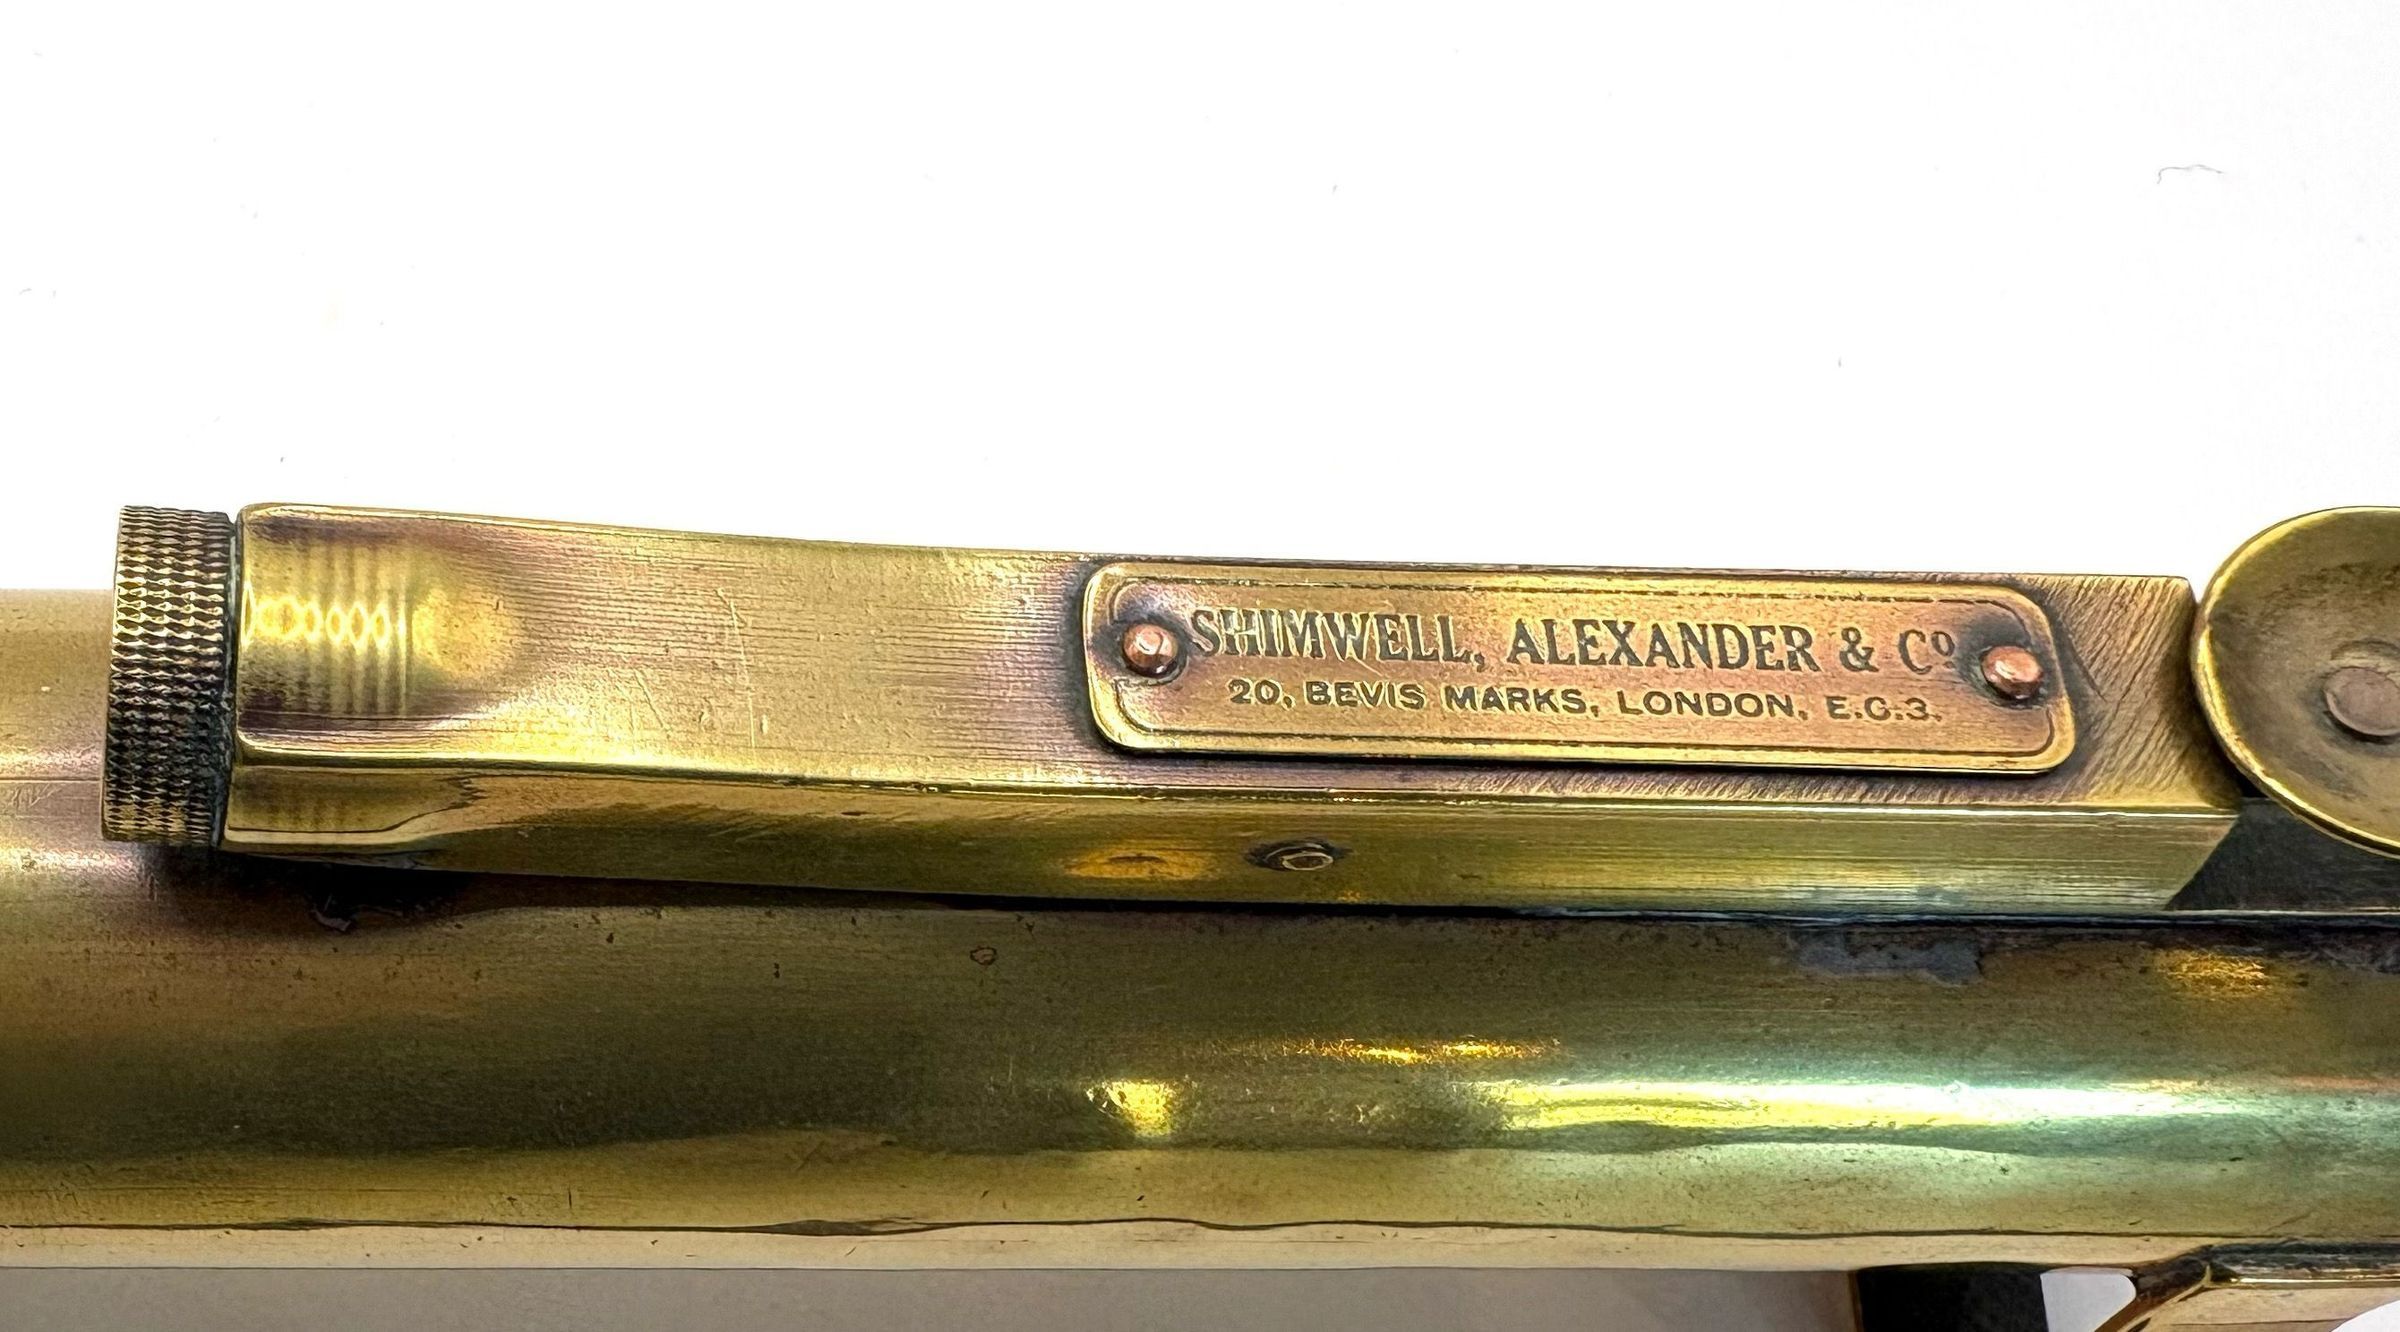 SHIMWELL, ALEXANDER & Cº
20, BEVIS MARKS, LONDON, E.C.3.